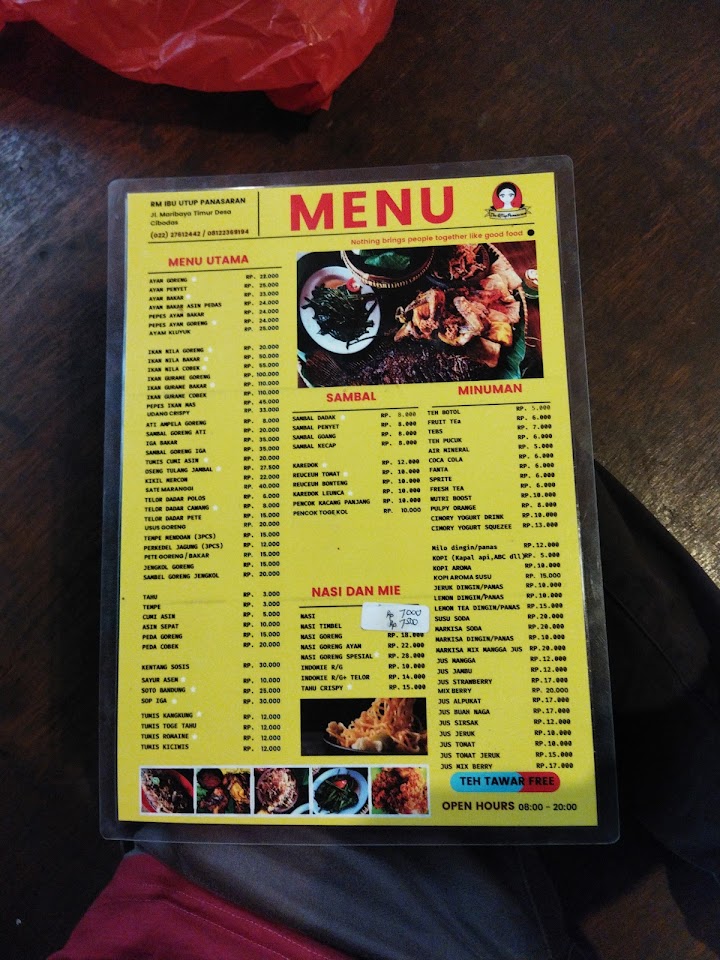 RM IBU UTUP PANASARAN
Jl. Maribaya Timur Desa
Cibodas
(022) 27612442 / 08122369194
MENU
Nothing brings people together like good food
MENU UTAMA
AYAN GORENG RP. 22.000
AYAN PENYET RP. 25.000
AYAN BAKAR RP. 23.000
AYAN BAKAR ASIN PEDAS RP. 24.000
PEPES AYAN BAKAR RP. 24.000
PEPES AYAN GORENG RP. 24.000
AYAM KLUYUK RP. 25.000
IKAN NILA GORENG RP. 20.000
IKAN NILA BAKAR RP. 50.000
IKAN NILA COBEK RP. 55.000
IKAN GURAME GORENG RP. 100.000
IKAN GURAME BAKAR RP. 110.000
IKAN GURAME COBEK RP. 110.000
PEPES IKAN MAS RP. 45.000
UDANG CRISPY RP. 33.000
ATI AMPELA GORENG RP. 8.000
SAMBAL GORENG ATI RP. 20.000
IGA BAKAR RP. 35.000
SAMBAL GORENG IGA RP. 35.000
TUMIS CUMI ASIN RP. 20.000
OSENG TULANG JAMBAL RP. 27.500
KIKIL MERCON RP. 22.000
SATE MARANGGI RP. 40.000
TELOR DADAR POLOS RP. 6.000
TELOR DADAR CAWANG RP. 8.000
TELOR DADAR PETE RP. 15.000
USUS GORENG RP. 20.000
TEMPE MENDOAN (3PCS) RP. 15.000
PERKEDEL JAGUNG (3PCS) RP. 12.000
PETE GORENG / BAKAR RP. 15.000
JENGKOL GORENG RP. 15.000
SAMBEL GORENG JENGKOL RP. 20.000
TAHU RP. 3.000
TEMPE RP. 3.000
CUMI ASIN RP. 5.000
ASIN SEPAT RP. 10.000
PEDA GORENG RP. 15.000
PEDA COBEK RP. 20.000
KENTANG SOSIS RP. 30.000
SAYUR ASEM RP. 10.000
SOTO BANDUNG RP. 25.000
SOP IGA RP. 30.000
TUMIS KANGKUNG RP. 12.000
TUMIS TOGE TAHU RP. 12.000
TUMIS ROMAINE RP. 12.000
TUMIS KICIWIS RP. 12.000
SAMBAL
SAMBAL DADAK RP. 8.000
SAMBAL PENYET RP. 8.000
SAMBAL GOANG RP. 8.000
SAMBAL KECAP RP. 8.000
KAREDOK RP. 12.000
REUCEUH TOMAT RP. 10.000
REUCEUH BONTENG RP. 10.000
KAREDOK LEUNCA RP. 10.000
PENCOK KACANG PANJANG RP. 10.000
PENCOK TOGE KOL RP. 10.000
NASI DAN MIE
NASI Rp 7000
NASI TIMBEL Rp 7500
NASI GORENG RP. 18.000
NASI GORENG AYAN RP. 22.000
NASI GORENG SPESIAL RP. 28.000
INDOMIE R/G RP. 10.000
INDOMIE R/G+ TELOR RP. 14.000
TAHU CRISPY RP. 15.000
MINUMAN
TEH BOTOL RP. 5.000
FRUIT TEa RP. 6.000
TEBS RP. 7.000
TEH PUCUK RP. 6.000
AIR MINERAL RP. 5.000
COCA COLA RP. 6.000
FANTA RP. 6.000
SPRITE RP. 6.000
FRESH TEA RP. 6.000
NUTRI BOOST RP.10.000
PULPY ORANGE RP. 8.000
CIMORY YOGURT DRINK RP.10.000
CIMORY YOGURT SQUEZEE RP.13.000
Milo dingin/panas RP.12.000
KOPI (Kapal api,ABC dll) RP. 5.000
KOPI AROMA RP.10.000
KOPI AROMA SUSU RP. 15.000
JERUK DINGIN/PANAS RP.10.000
LEMON DINGIN/PANAS RP.10.000
LEMON TEA DINGIN/PANAS RP.15.000
SUSU SODA RP.20.000
MARKISA SODA RP.20.000
MARKISA DINGIN/PANAS RP.18.000
MARKISA MIX MANGGA JUS RP.20.000
JUS MANGGA RP.12.000
JUS JAMBU RP.12.000
JUS STRAWBERRY RP.17.000
MIX BERRY RP. 20.000
JUS ALPUKAT RP.17.000
JUS BUAH NAGA RP.17.000
JUS SIRSAK RP.12.000
JUS JERUK RP.10.000
JUS TOMAT RP.10.000
JUS TOMAT JERUK RP.15.000
JUS MIX BERRY RP.17.000
TEH TAWAR FREE
OPEN HOURS 08:00 - 20:00